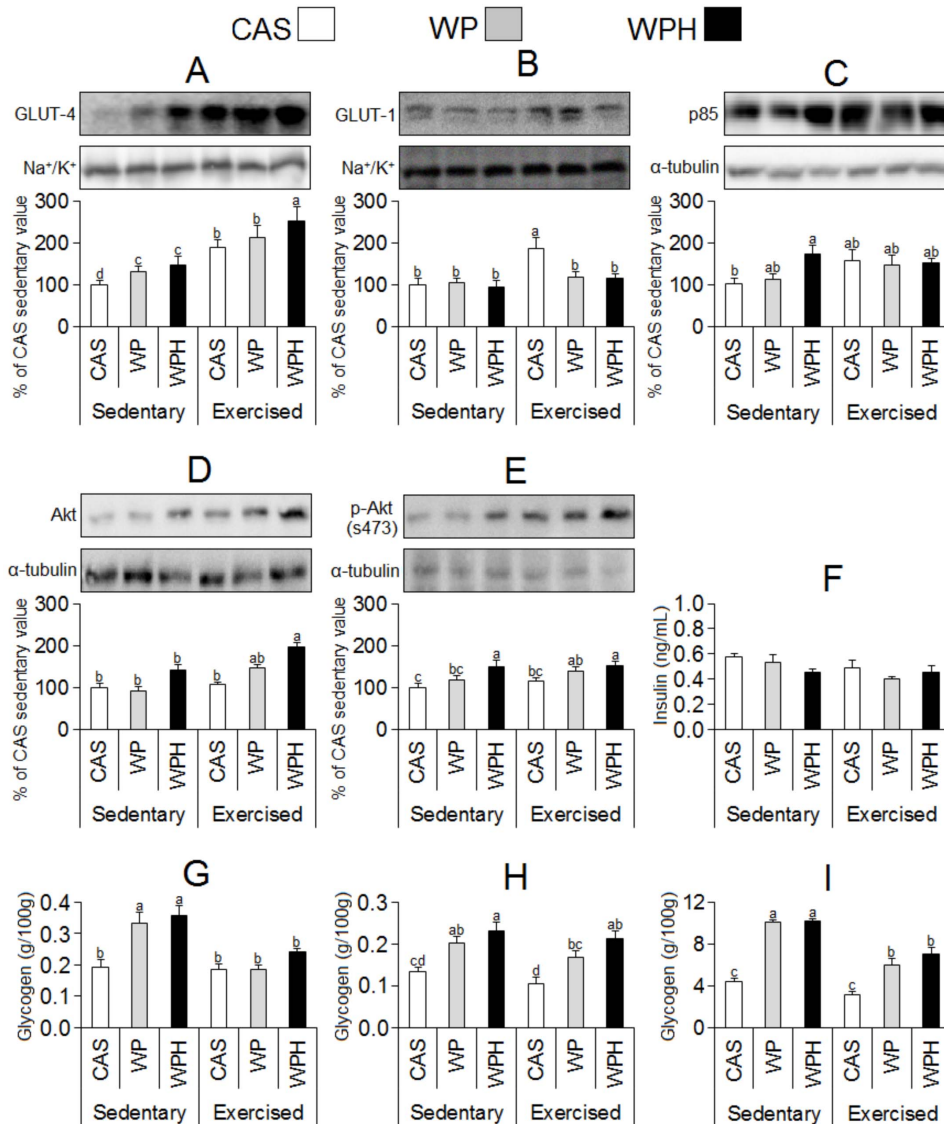 CAS WP WPH
A
GLUT-4
Na⁺/K⁺
% of CAS sedentary value
300
200
100
0
d c c b b a
CAS WP WPH CAS WP WPH
Sedentary Exercised
B
GLUT-1
Na⁺/K⁺
% of CAS sedentary value
300
200
100
0
b b b a b b
CAS WP WPH CAS WP WPH
Sedentary Exercised
C
p85
α-tubulin
% of CAS sedentary value
300
200
100
0
b ab a ab ab ab
CAS WP WPH CAS WP WPH
Sedentary Exercised
D
Akt
α-tubulin
% of CAS sedentary value
300
200
100
0
b b b b ab a
CAS WP WPH CAS WP WPH
Sedentary Exercised
E
p-Akt
(s473)
α-tubulin
% of CAS sedentary value
300
200
100
0
c bc a bc ab a
CAS WP WPH CAS WP WPH
Sedentary Exercised
F
Insulin (ng/mL)
1.0
0.8
0.6
0.4
0.2
0.0
CAS WP WPH CAS WP WPH
Sedentary Exercised
G
Glycogen (g/100g)
0.4
0.3
0.2
0.1
0.0
b a a b b b
CAS WP WPH CAS WP WPH
Sedentary Exercised
H
Glycogen (g/100g)
0.3
0.2
0.1
0.0
cd ab a d bc ab
CAS WP WPH CAS WP WPH
Sedentary Exercised
I
Glycogen (g/100g)
12
8
4
0
c a a c b b
CAS WP WPH CAS WP WPH
Sedentary Exercised